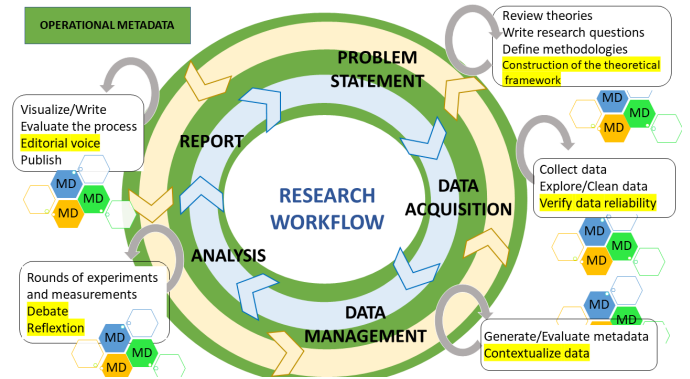 OPERATIONAL METADATA
Review theories
Write research questions
Define methodologies
Construction of the theoretical
framework
MD
MD
MD
PROBLEM
STATEMENT
Visualize/Write
Evaluate the process
Editorial voice
Publish
MD
MD
MD
REPORT
Collect data
Explore/Clean data
Verify data reliability
MD
MD
MD
DATA
ACQUISITION
RESEARCH
WORKFLOW
ANALYSIS
Rounds of experiments
and measurements
Debate
Reflextion
MD
MD
MD
DATA
MANAGEMENT
MD
MD
Generate/Evaluate metadata
Contextualize data